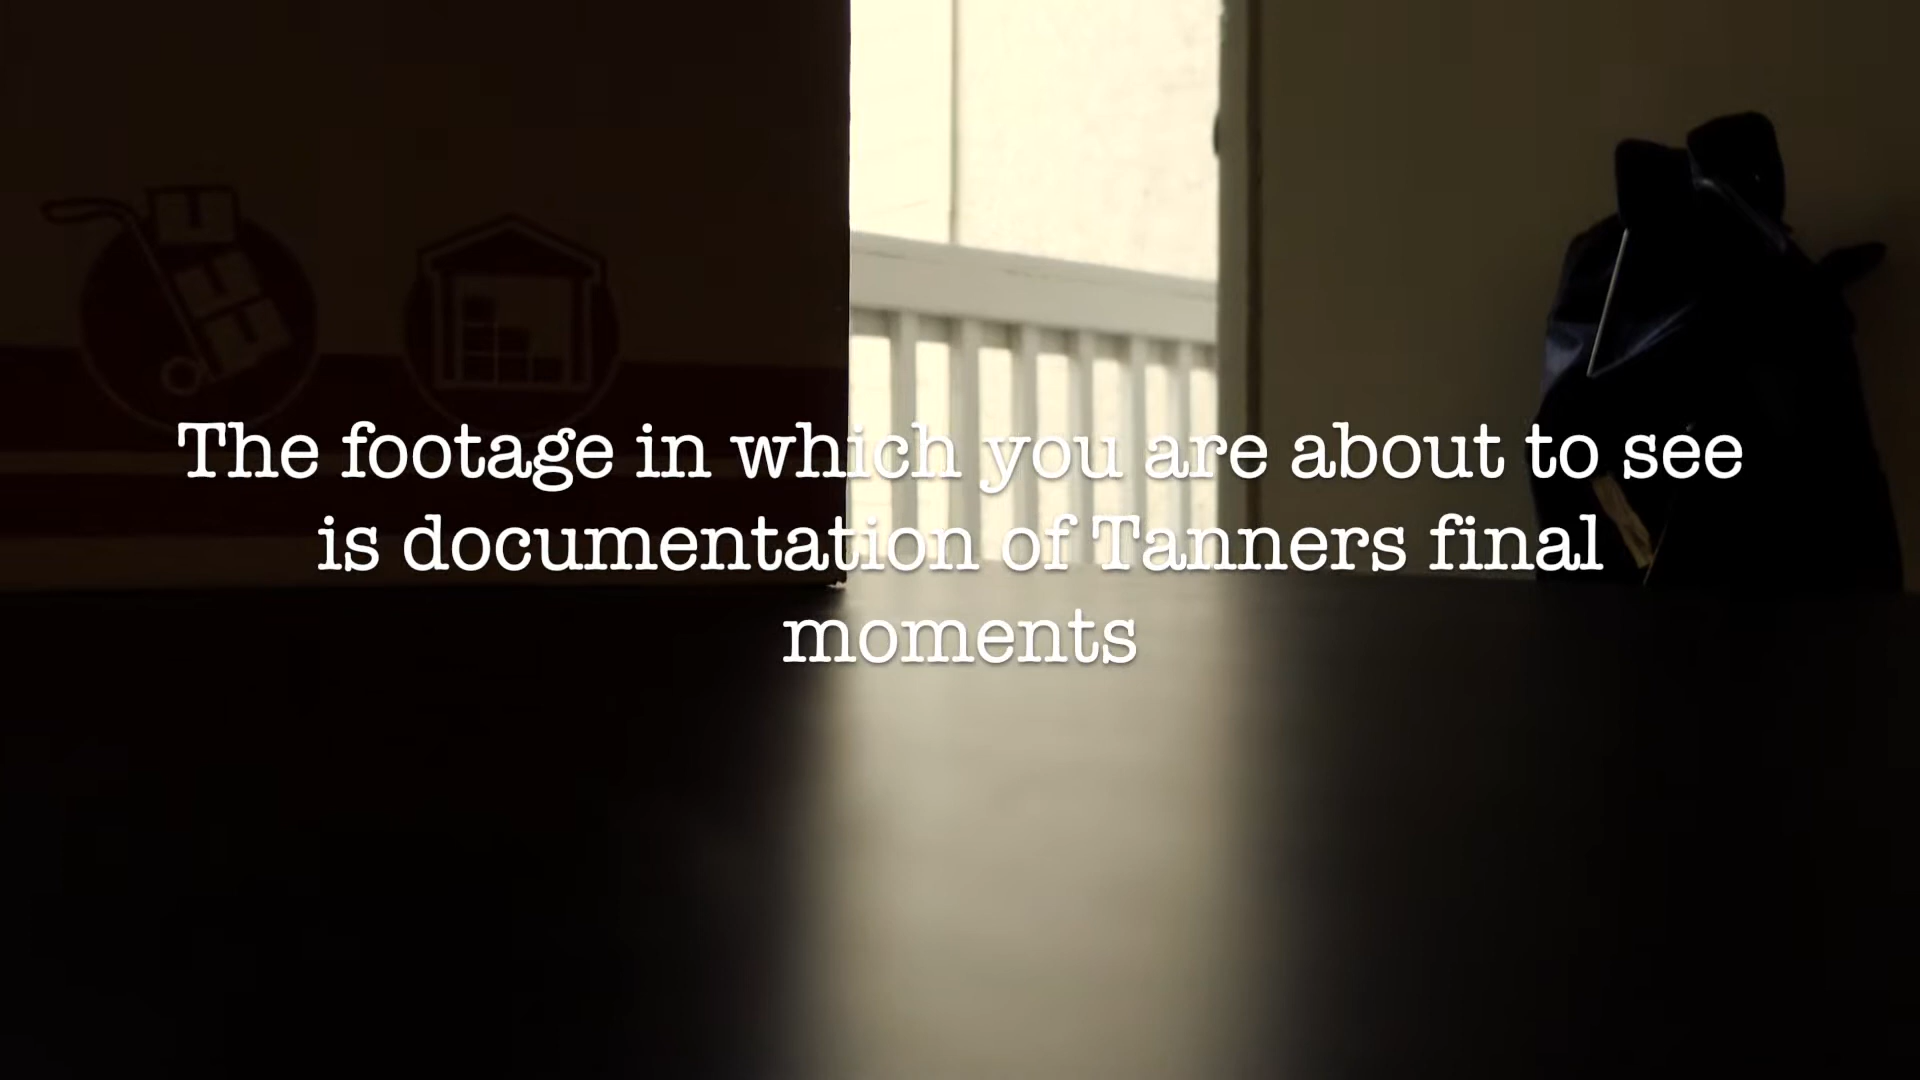 The footage in which you are about to see
is documentation of Tanners final
moments